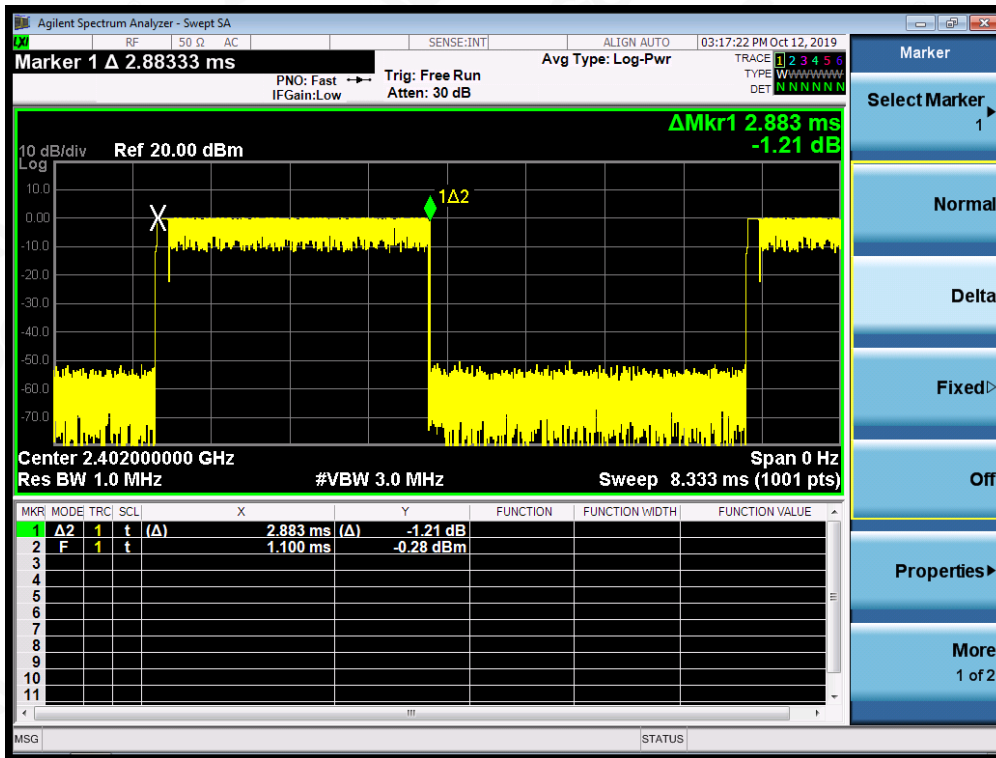 Agilent Spectrum Analyzer - Swept SA
LXI RF 50 Ω AC SENSE:INT ALIGN AUTO 03:17:22 PM Oct 12, 2019
Marker 1 Δ 2.88333 ms
PNO: Fast
IFGain:Low
Trig: Free Run
Atten: 30 dB
Avg Type: Log-Pwr
TRACE 1 2 3 4 5 6
TYPE WWWWWW
DET N N N N N N
ΔMkr1 2.883 ms
-1.21 dB
10 dB/div Ref 20.00 dBm
Log
10.0
0.00
-10.0
-20.0
-30.0
-40.0
-50.0
-60.0
-70.0
X
1Δ2
Center 2.402000000 GHz Span 0 Hz
Res BW 1.0 MHz #VBW 3.0 MHz Sweep 8.333 ms (1001 pts)
MKR MODE TRC SCL X Y FUNCTION FUNCTION WIDTH FUNCTION VALUE
1 Δ2 1 t (Δ) 2.883 ms (Δ) -1.21 dB
2 F 1 t 1.100 ms -0.28 dBm
3
4
5
6
7
8
9
10
11
MSG STATUS
Marker
Select Marker
1
Normal
Delta
Fixed
Off
Properties
More
1 of 2